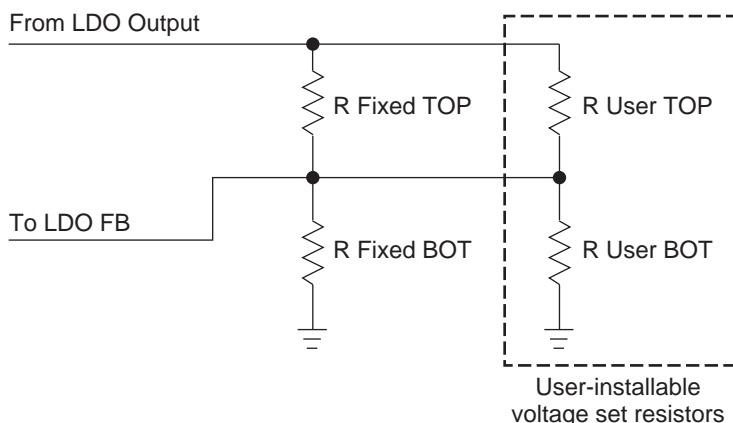 From LDO Output
R Fixed TOP
R User TOP
To LDO FB
R Fixed BOT
R User BOT
User-installable
voltage set resistors